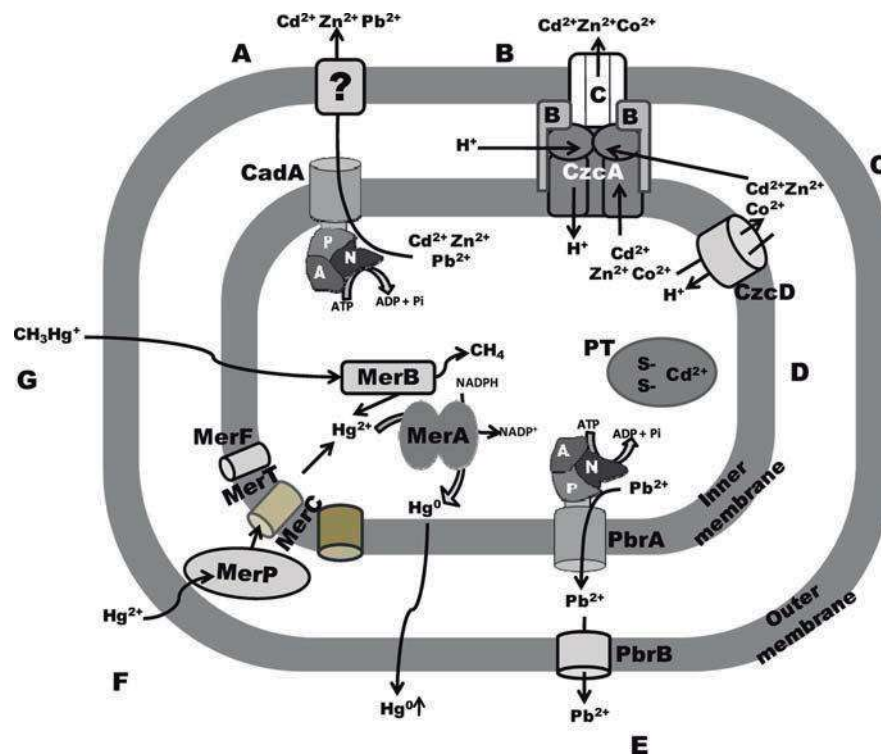 Cd²⁺ Zn²⁺ Pb²⁺
Cd²⁺Zn²⁺Co²⁺
A
B
?
C
B
B
H⁺
CadA
CzcA
C
Cd²⁺Zn²⁺
Co²⁺
P
A
N
Cd²⁺ Zn²⁺
Pb²⁺
H⁺
Cd²⁺
Zn²⁺ Co²⁺
H⁺
CzcD
ATP
ADP + Pi
CH₃Hg⁺
CH₄
PT
S-
S-
Cd²⁺
G
D
MerB
NADPH
Hg²⁺
MerA
NADP⁺
ATP
ADP + Pi
A
N
P
Pb²⁺
MerF
MerT
MerC
Hg⁰
PbrA
Inner
membrane
MerP
Hg²⁺
Pb²⁺
Outer
membrane
PbrB
F
Hg⁰↑
Pb²⁺
E